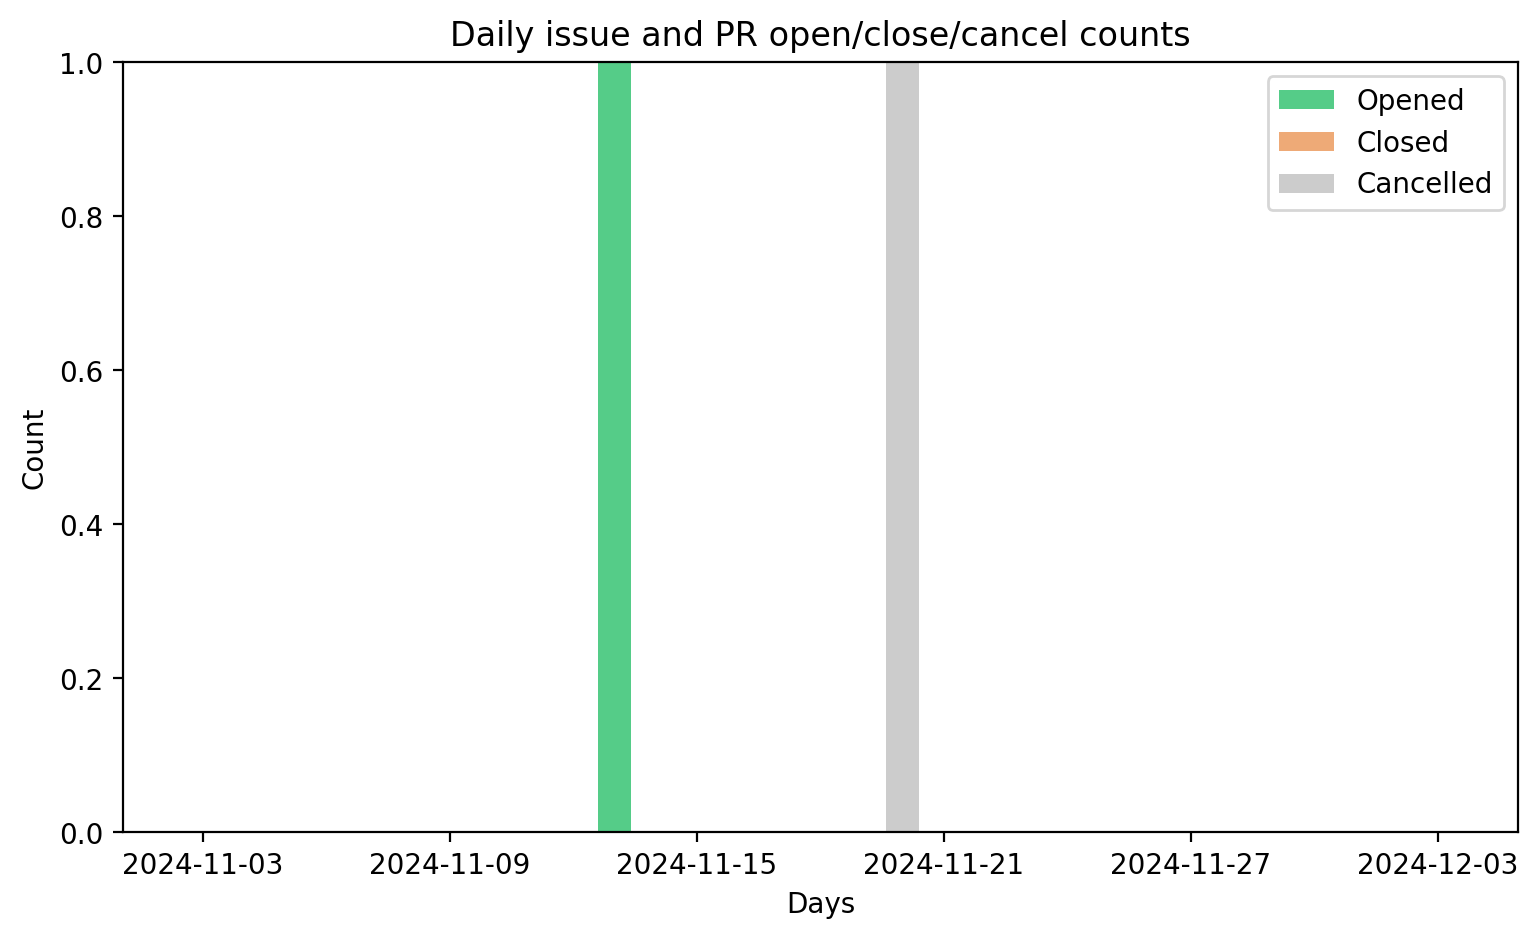 Daily issue and PR open/close/cancel counts
1.0
0.8
0.6
0.4
0.2
0.0
Count
Opened
Closed
Cancelled
2024-11-03 2024-11-09 2024-11-15 2024-11-21 2024-11-27 2024-12-03
Days